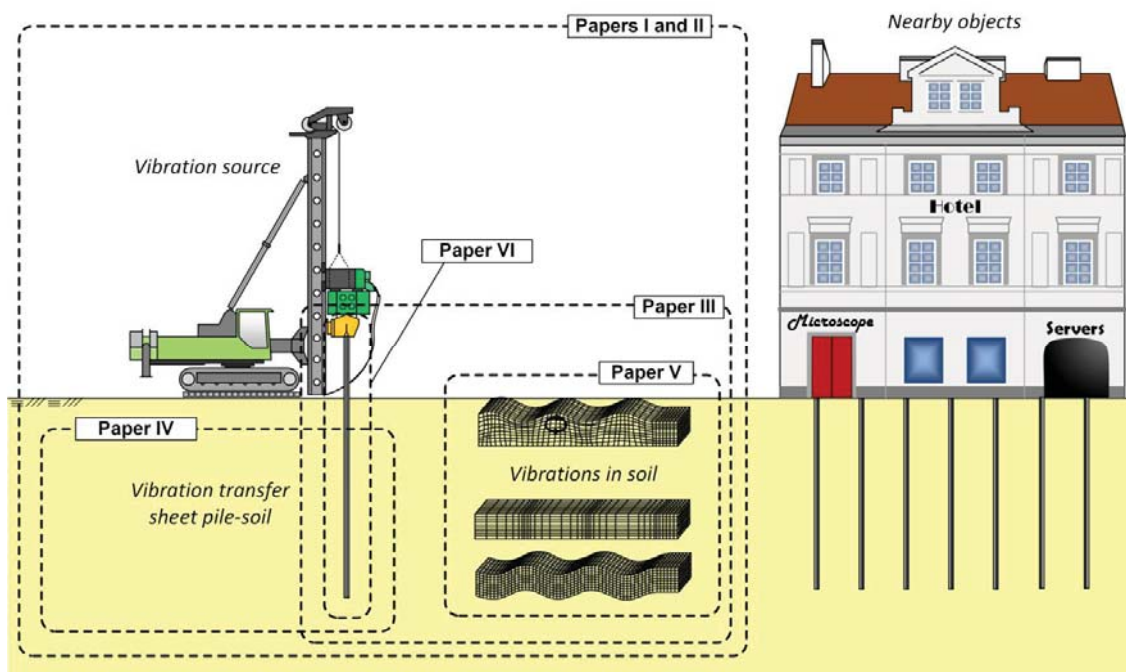 Papers I and II
Nearby objects
Vibration source
Hotel
Paper VI
Paper III
Microscope
Servers
Paper V
Paper IV
Vibrations in soil
Vibration transfer
sheet pile-soil